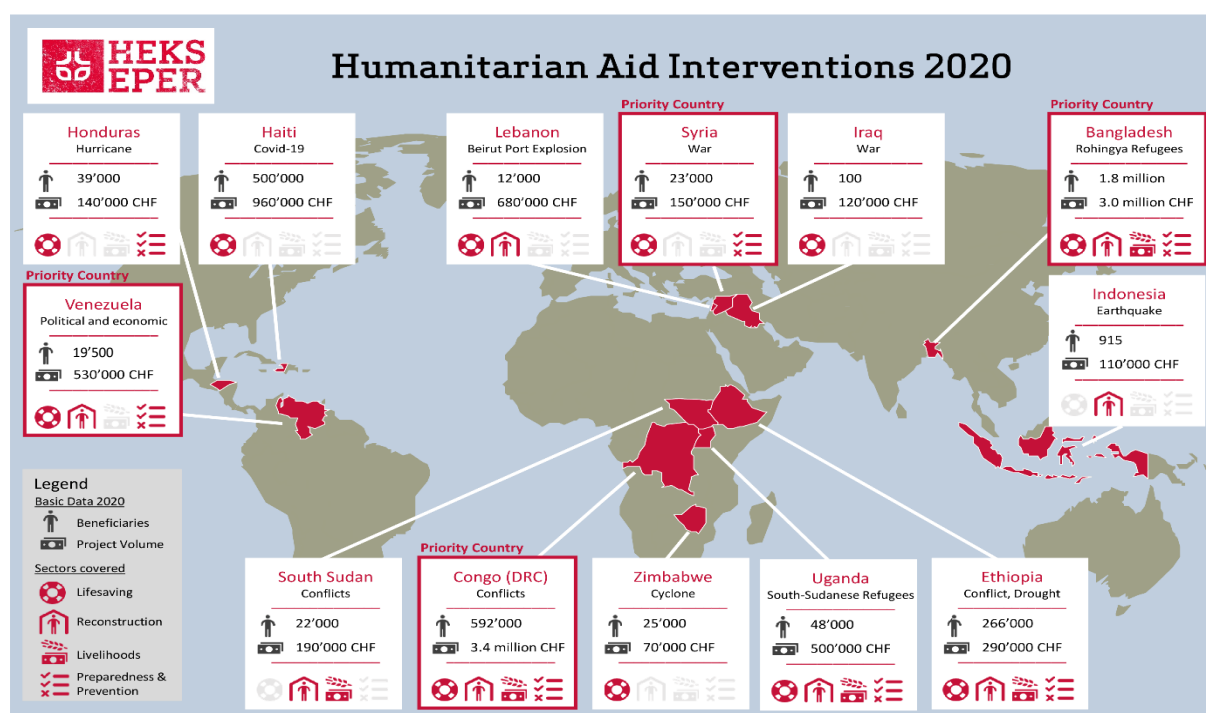 HEKS
EPER
Humanitarian Aid Interventions 2020
Honduras
Hurricane
39’000
140’000 CHF
Haiti
Covid-19
500’000
960’000 CHF
Lebanon
Beirut Port Explosion
12’000
680’000 CHF
Priority Country
Syria
War
23’000
150’000 CHF
Iraq
War
100
120’000 CHF
Priority Country
Bangladesh
Rohingya Refugees
1.8 million
3.0 million CHF
Priority Country
Venezuela
Political and economic
19’500
530’000 CHF
Indonesia
Earthquake
915
110’000 CHF
Legend
Basic Data 2020
Beneficiaries
Project Volume
Sectors covered
Lifesaving
Reconstruction
Livelihoods
Preparedness &
Prevention
South Sudan
Conflicts
22’000
190’000 CHF
Priority Country
Congo (DRC)
Conflicts
592’000
3.4 million CHF
Zimbabwe
Cyclone
25’000
70’000 CHF
Uganda
South-Sudanese Refugees
48’000
500’000 CHF
Ethiopia
Conflict, Drought
266’000
290’000 CHF